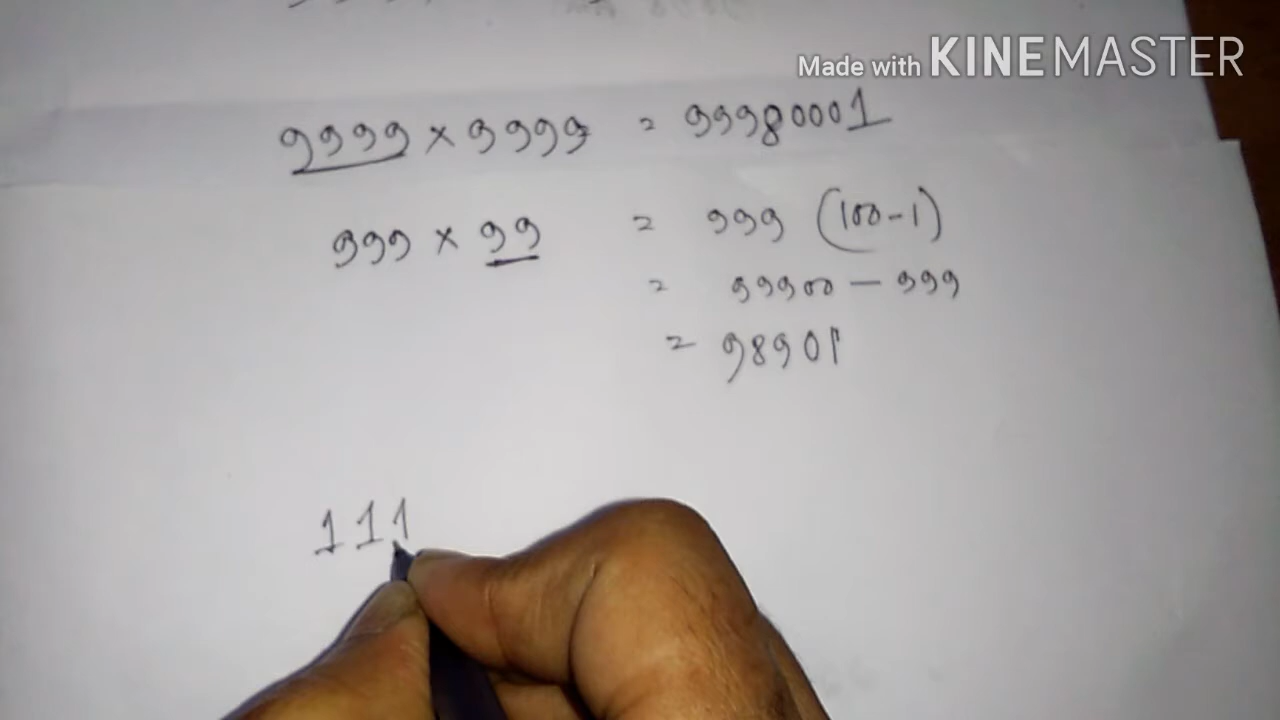 Made with KINEMASTER
9999 × 9999 = 99980001
999 × 99 = 999 (100-1)
= 99900 - 999
= 98901
111